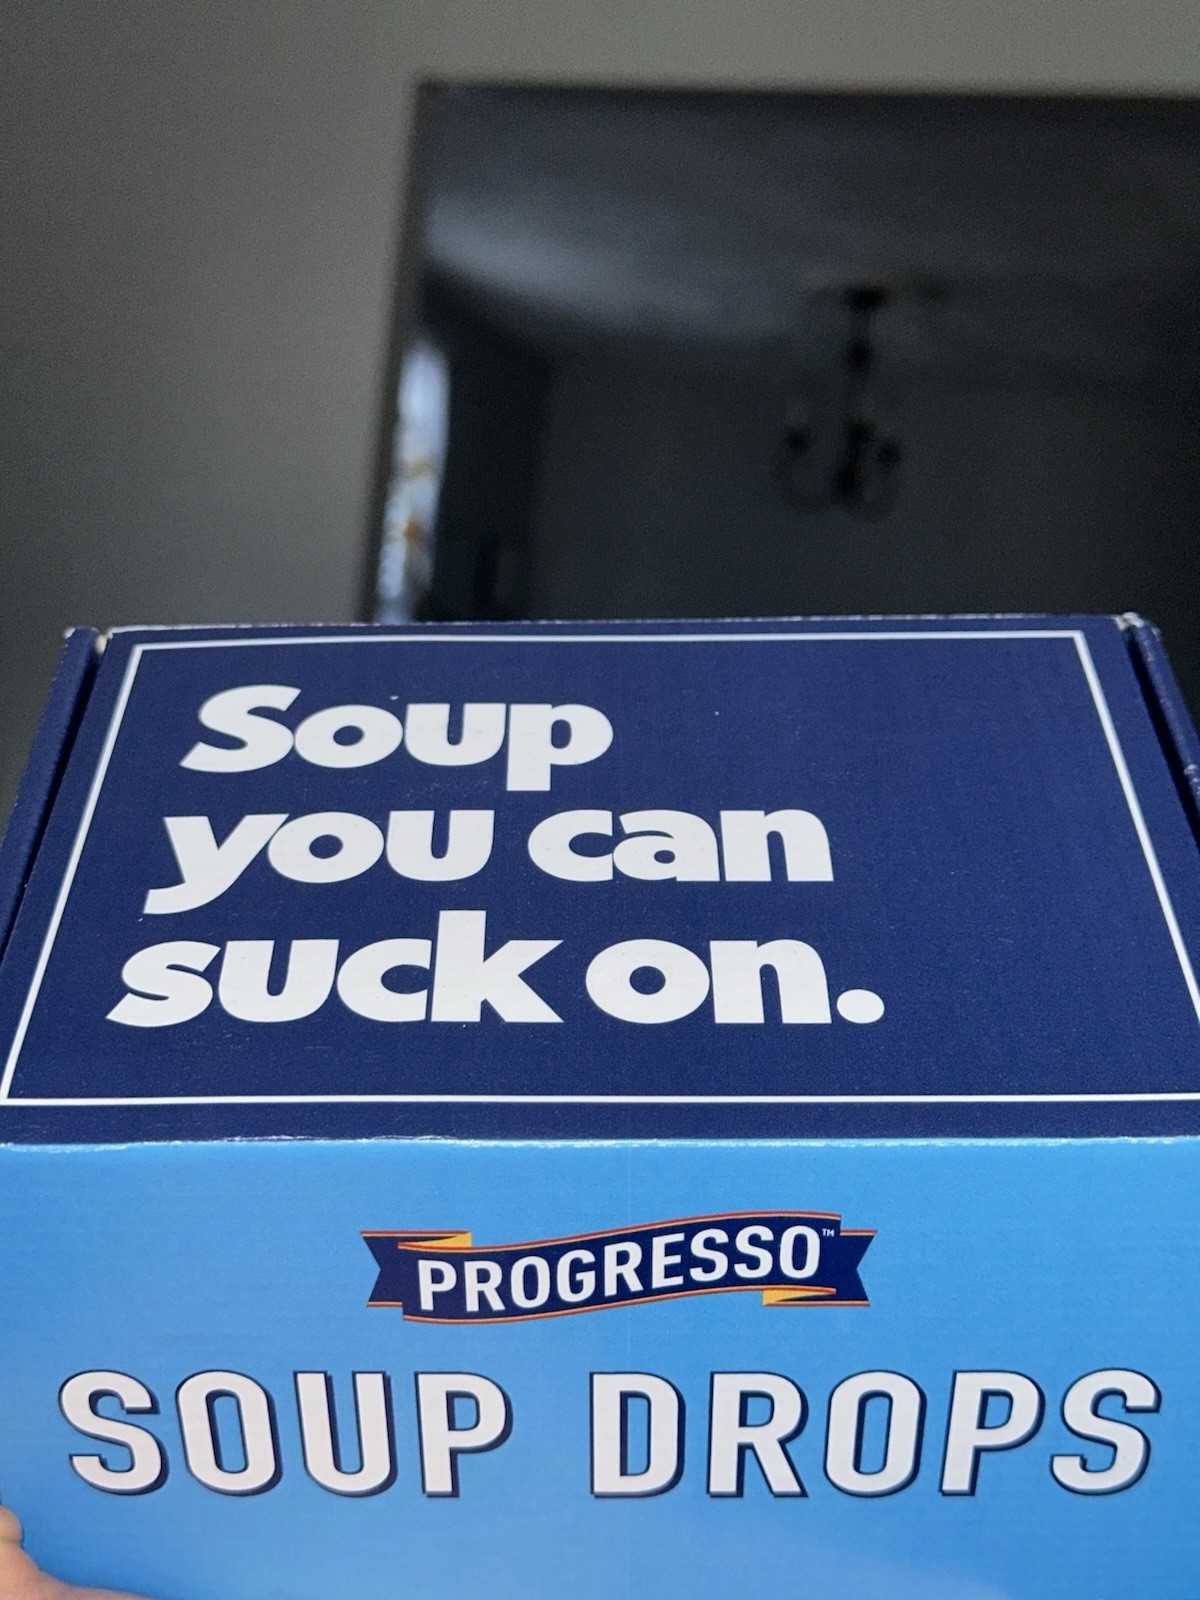 Soup
you can
suck on.
PROGRESSO™
SOUP DROPS